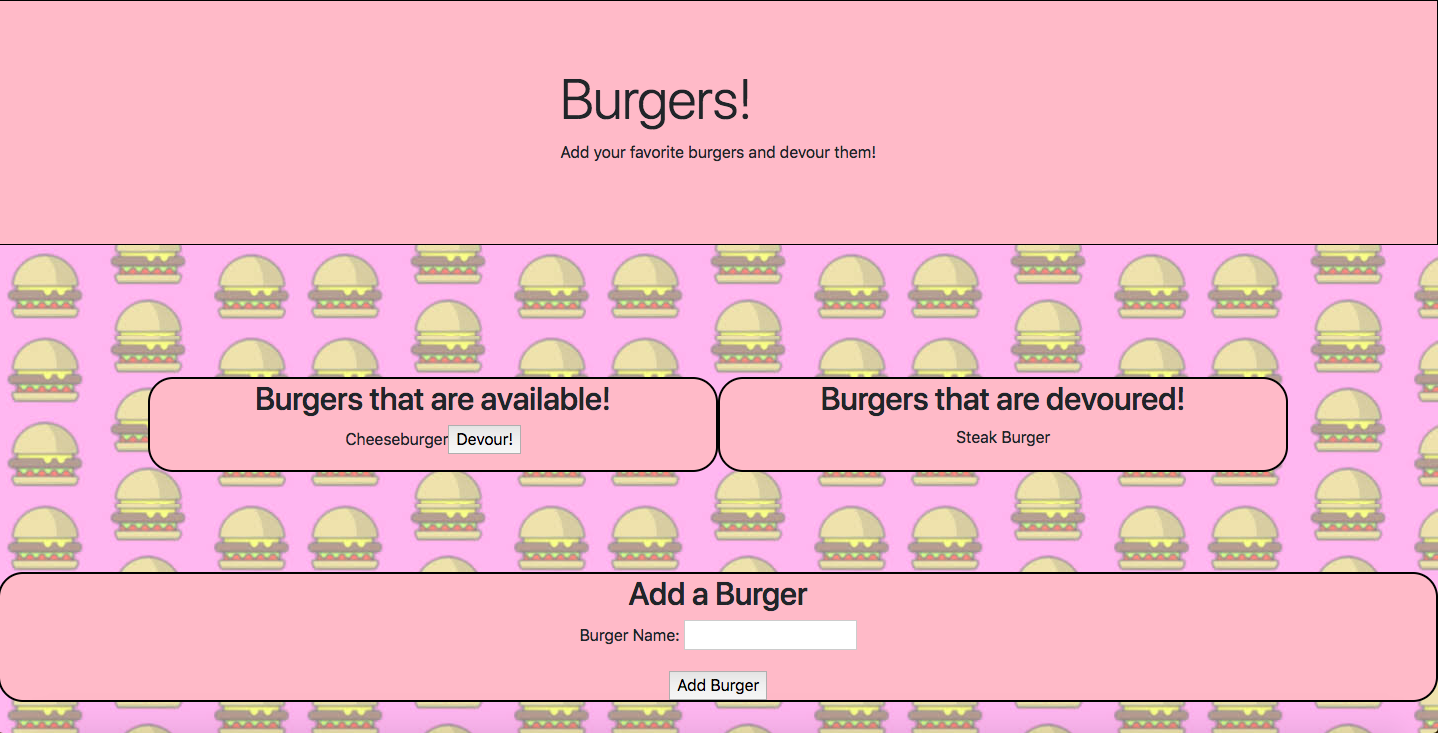 Burgers!
Add your favorite burgers and devour them!
Burgers that are available!
Cheeseburger Devour!
Burgers that are devoured!
Steak Burger
Add a Burger
Burger Name:
Add Burger